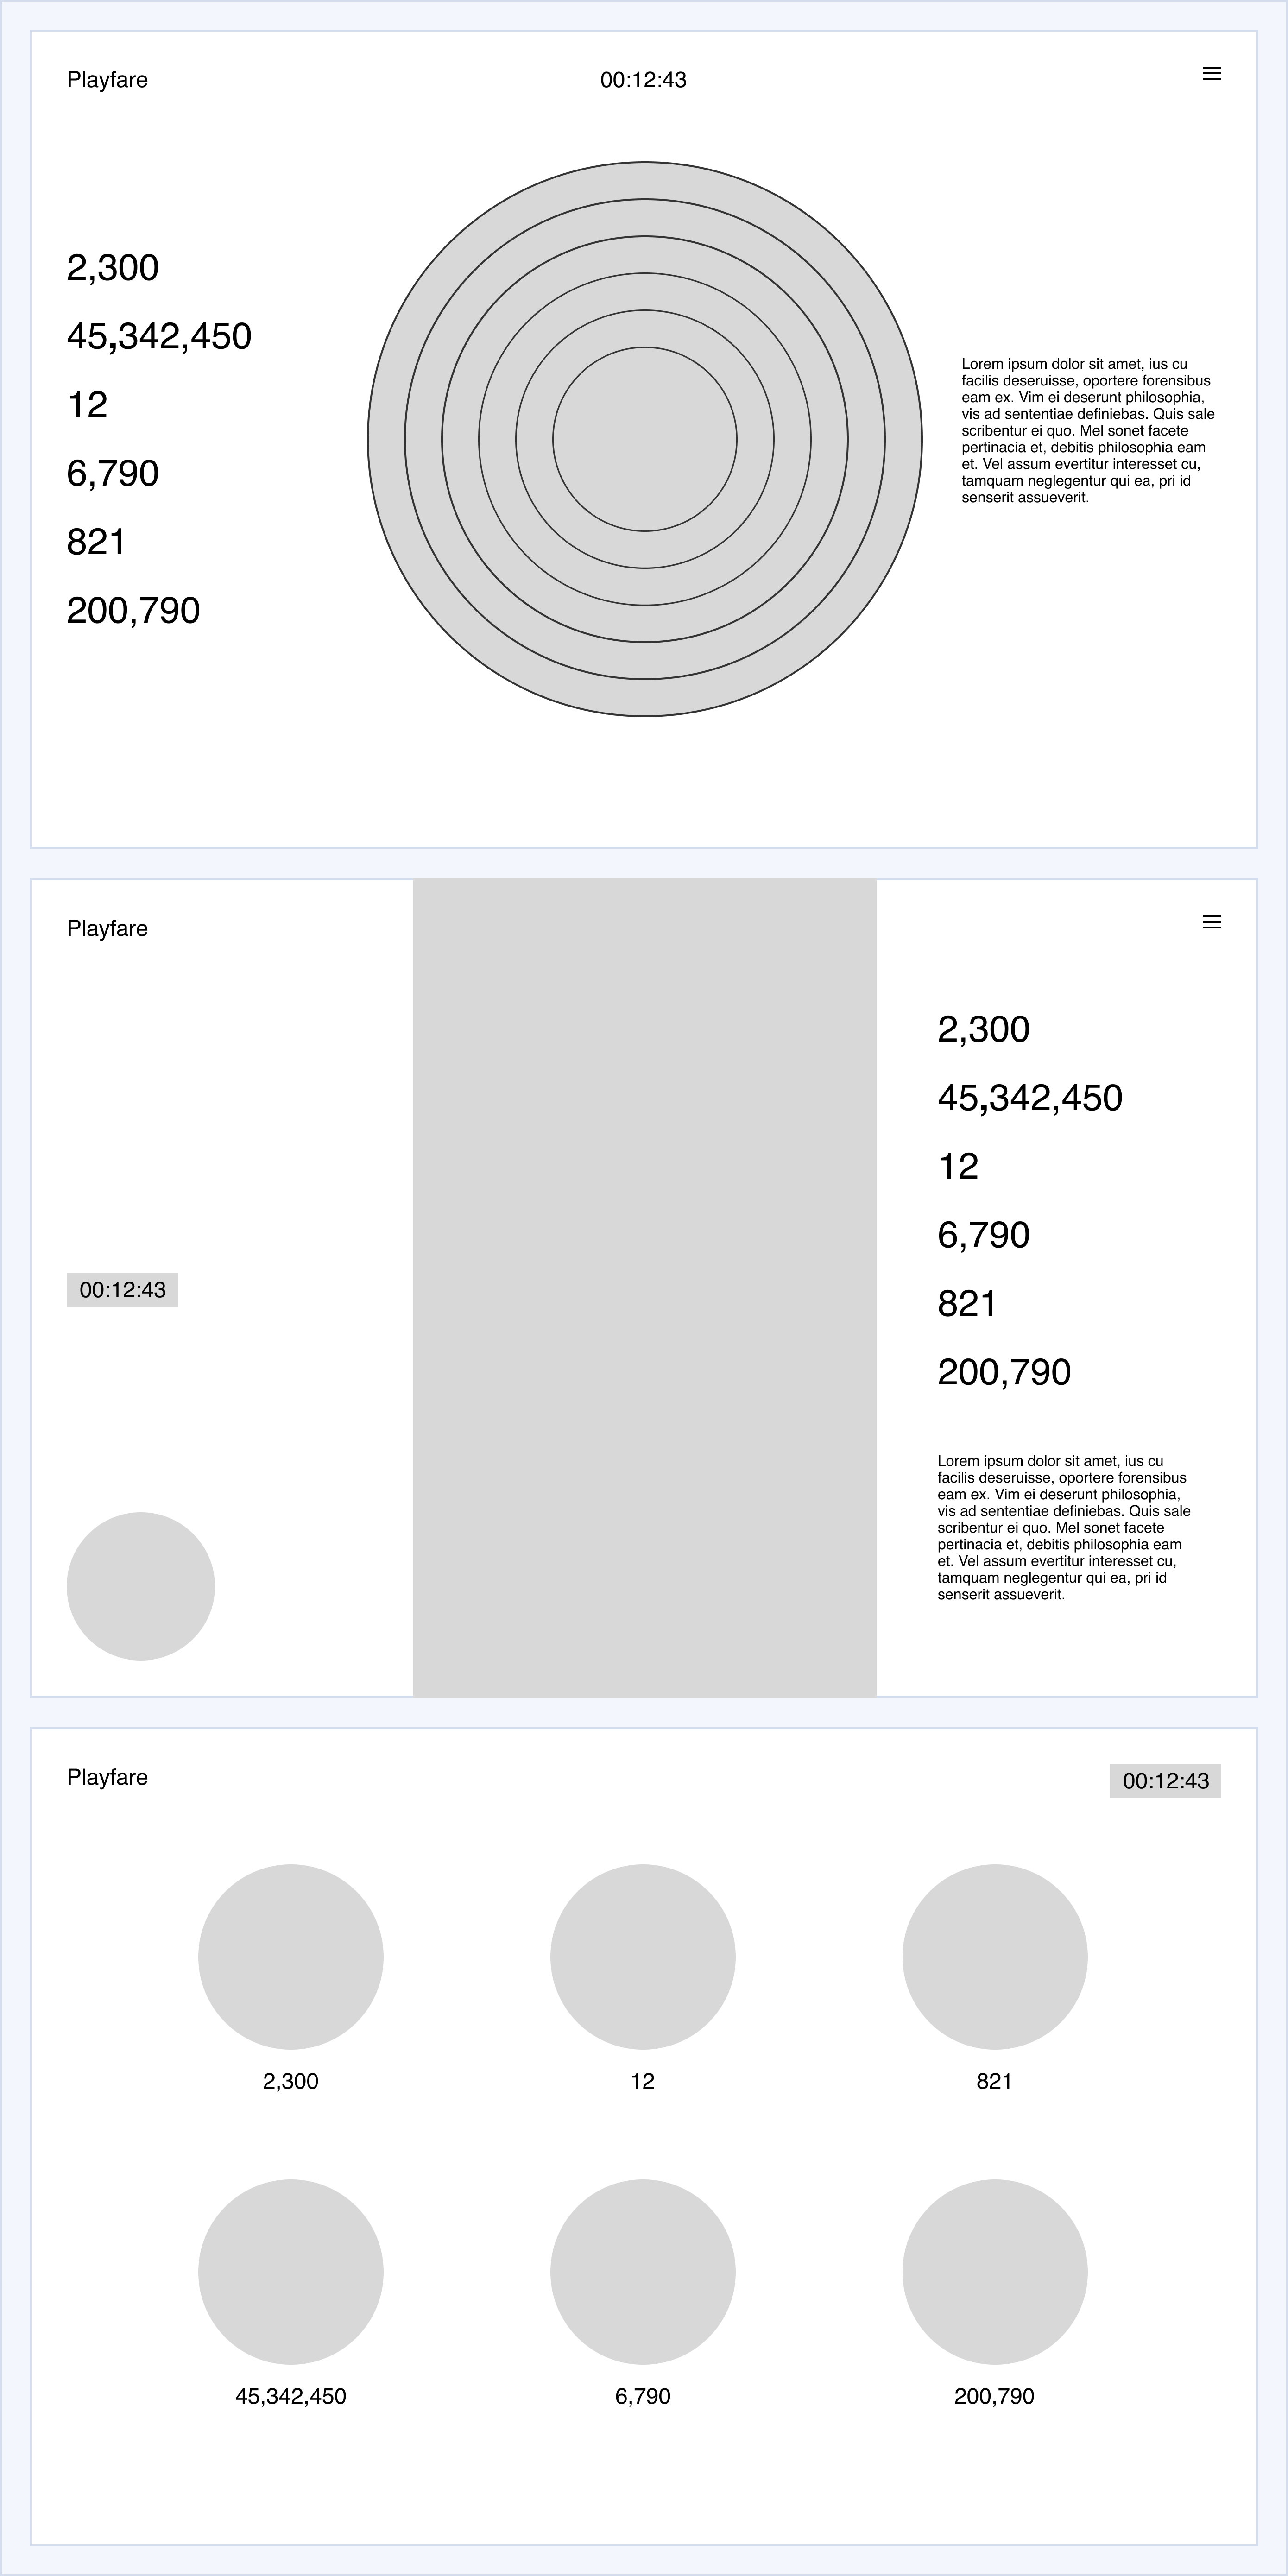 Playfare
00:12:43
2,300
45,342,450
12
6,790
821
200,790
Lorem ipsum dolor sit amet, ius cu
facilis deseruisse, oportere forensibus
eam ex. Vim ei deserunt philosophia,
vis ad sententiae definiebas. Quis sale
scribentur ei quo. Mel sonet facete
pertinacia et, debitis philosophia eam
et. Vel assum evertitur interesset cu,
tamquam neglegentur qui ea, pri id
senserit assueverit.
Playfare
00:12:43
2,300
45,342,450
12
6,790
821
200,790
Lorem ipsum dolor sit amet, ius cu
facilis deseruisse, oportere forensibus
eam ex. Vim ei deserunt philosophia,
vis ad sententiae definiebas. Quis sale
scribentur ei quo. Mel sonet facete
pertinacia et, debitis philosophia eam
et. Vel assum evertitur interesset cu,
tamquam neglegentur qui ea, pri id
senserit assueverit.
Playfare
00:12:43
2,300
12
821
45,342,450
6,790
200,790